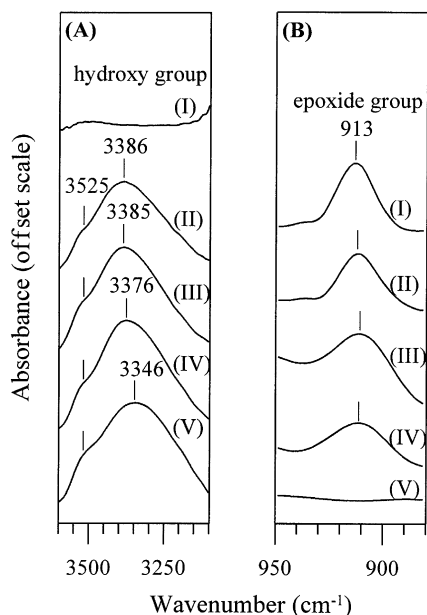 (A)
hydroxy group
(I)
3386
3525
(II)
3385
(III)
3376
(IV)
3346
(V)
3500 3250
(B)
epoxide group
913
(I)
(II)
(III)
(IV)
(V)
950 900
Absorbance (offset scale)
Wavenumber (cm⁻¹)